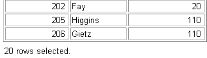 202 Fay 20
205 Higgins 110
206 Gietz 110
20 rows selected.